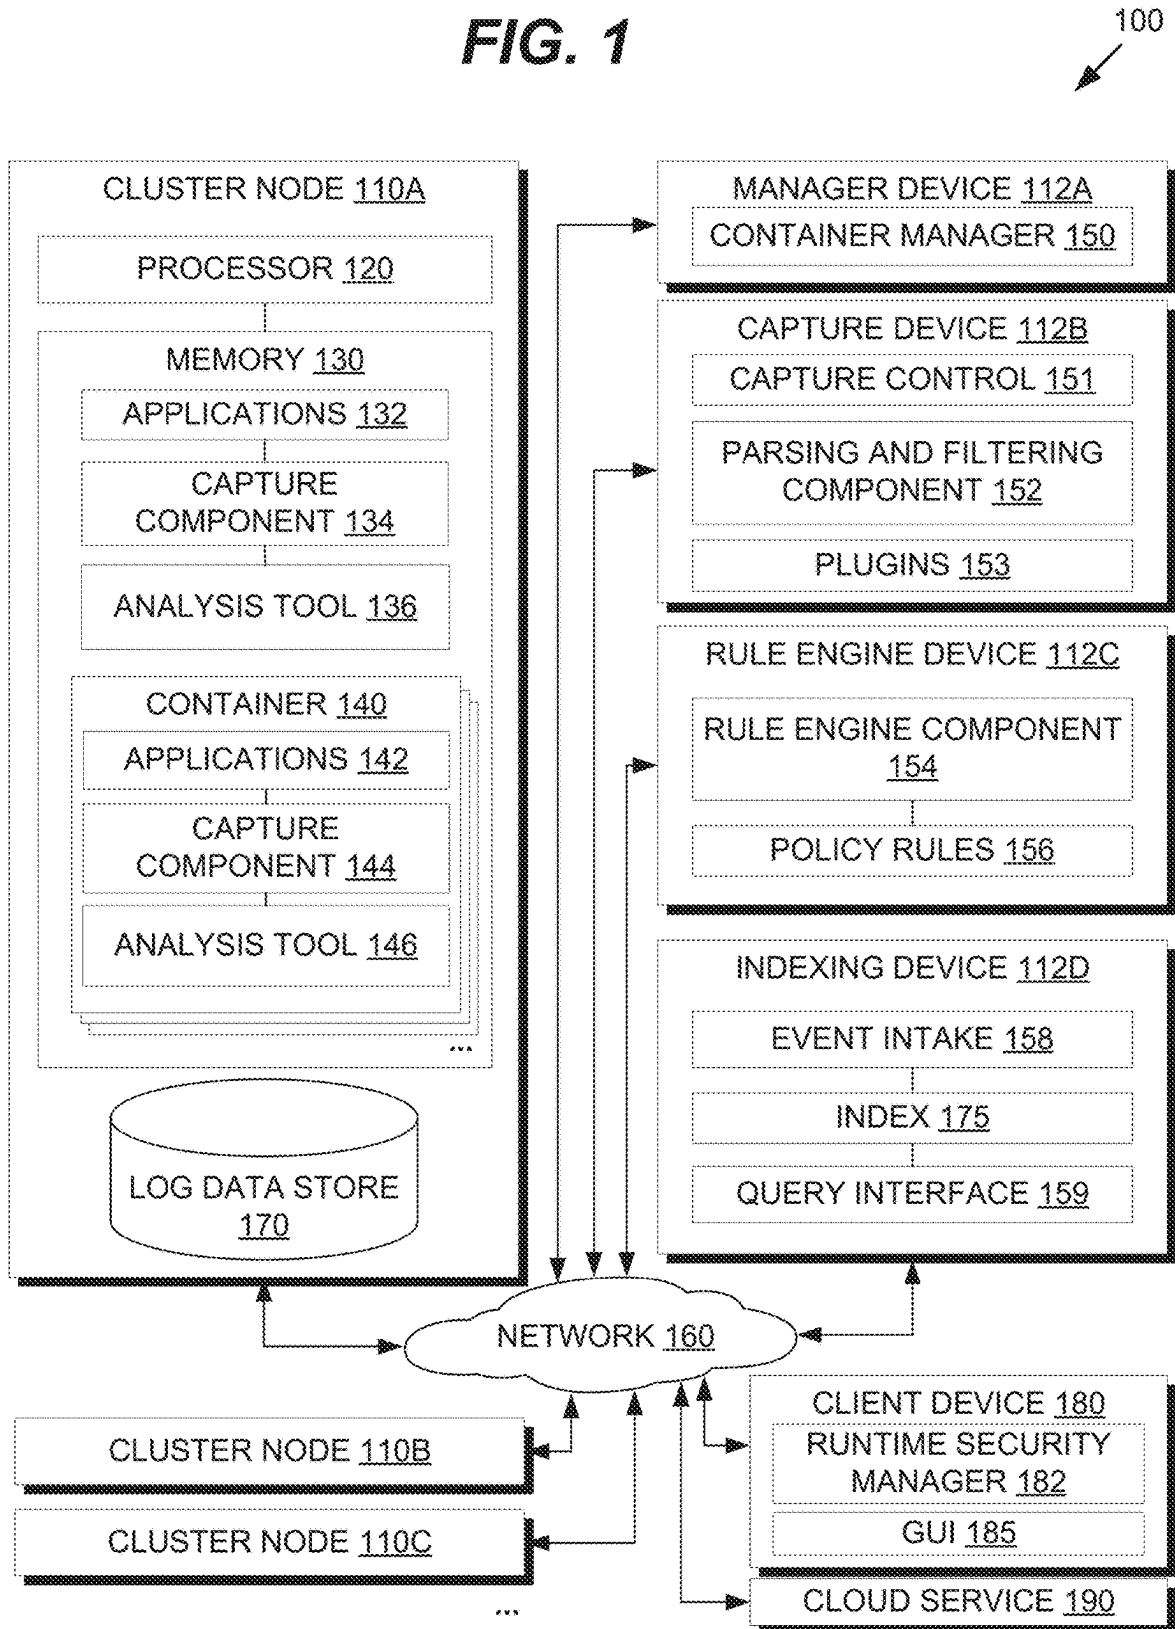 FIG. 1
100
CLUSTER NODE 110A
PROCESSOR 120
MEMORY 130
APPLICATIONS 132
CAPTURE
COMPONENT 134
ANALYSIS TOOL 136
CONTAINER 140
APPLICATIONS 142
CAPTURE
COMPONENT 144
ANALYSIS TOOL 146
...
LOG DATA STORE
170
MANAGER DEVICE 112A
CONTAINER MANAGER 150
CAPTURE DEVICE 112B
CAPTURE CONTROL 151
PARSING AND FILTERING
COMPONENT 152
PLUGINS 153
RULE ENGINE DEVICE 112C
RULE ENGINE COMPONENT
154
POLICY RULES 156
INDEXING DEVICE 112D
EVENT INTAKE 158
INDEX 175
QUERY INTERFACE 159
NETWORK 160
CLUSTER NODE 110B
CLUSTER NODE 110C
...
CLIENT DEVICE 180
RUNTIME SECURITY
MANAGER 182
GUI 185
CLOUD SERVICE 190